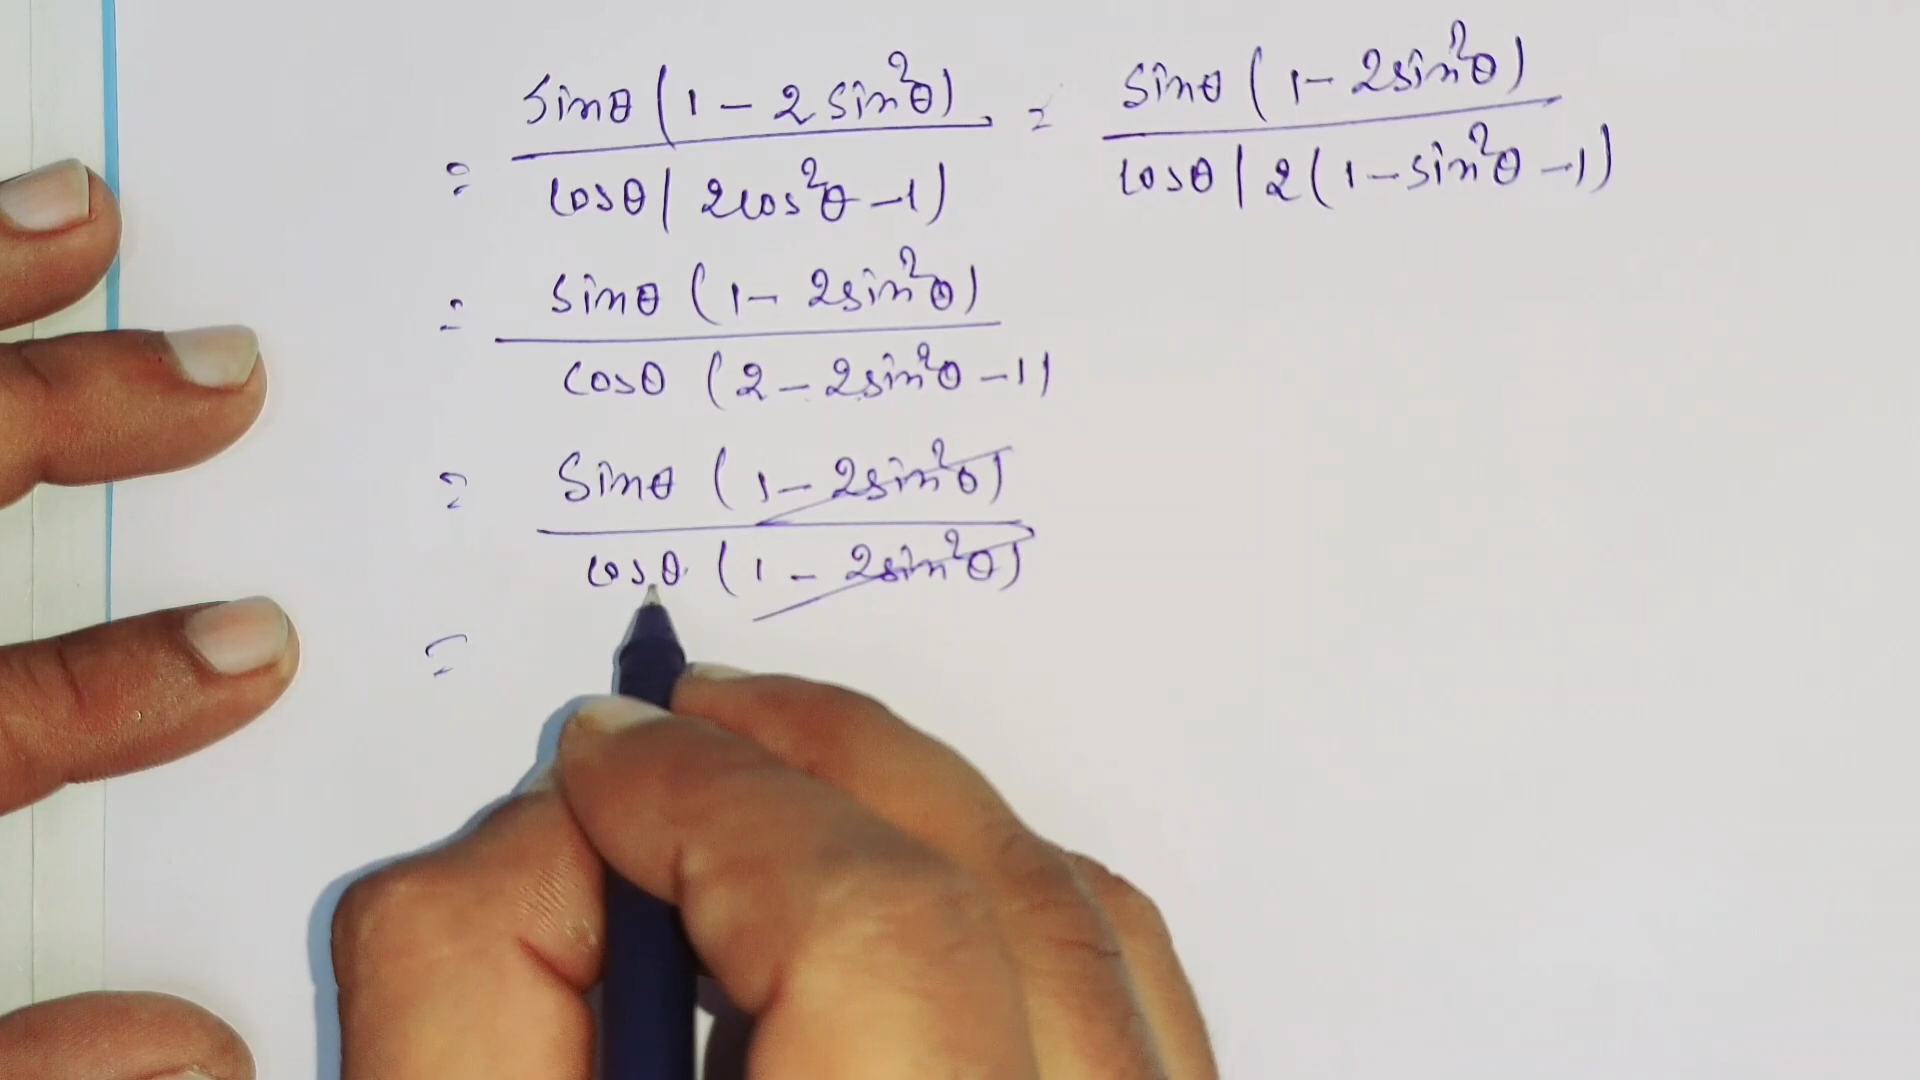 = sinθ (1 - 2 sin²θ) / cosθ (2cos²θ - 1) = sinθ (1 - 2sin²θ) / cosθ (2(1 - sin²θ - 1)
= sinθ (1 - 2sin²θ) / cosθ (2 - 2sin²θ - 1)
= sinθ (1 - 2sin²θ) / cosθ (1 - 2sin²θ)
=